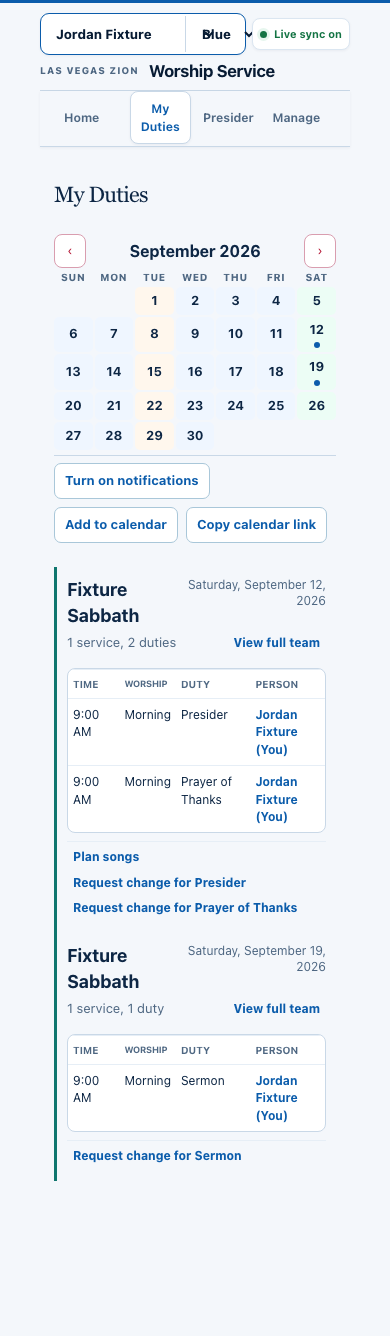 Jordan Fixture
Blue
Live sync on
LAS VEGAS ZION Worship Service
Home
My
Duties
Presider
Manage
My Duties
‹ September 2026 ›
SUN MON TUE WED THU FRI SAT
1 2 3 4 5
6 7 8 9 10 11 12
13 14 15 16 17 18 19
20 21 22 23 24 25 26
27 28 29 30
Turn on notifications
Add to calendar Copy calendar link
Fixture
Sabbath
Saturday, September 12,
2026
1 service, 2 duties View full team
TIME WORSHIP DUTY PERSON
9:00
AM
Morning
Presider
Jordan
Fixture
(You)
9:00
AM
Morning
Prayer of
Thanks
Jordan
Fixture
(You)
Plan songs
Request change for Presider
Request change for Prayer of Thanks
Fixture
Sabbath
Saturday, September 19,
2026
1 service, 1 duty View full team
TIME WORSHIP DUTY PERSON
9:00
AM
Morning
Sermon
Jordan
Fixture
(You)
Request change for Sermon